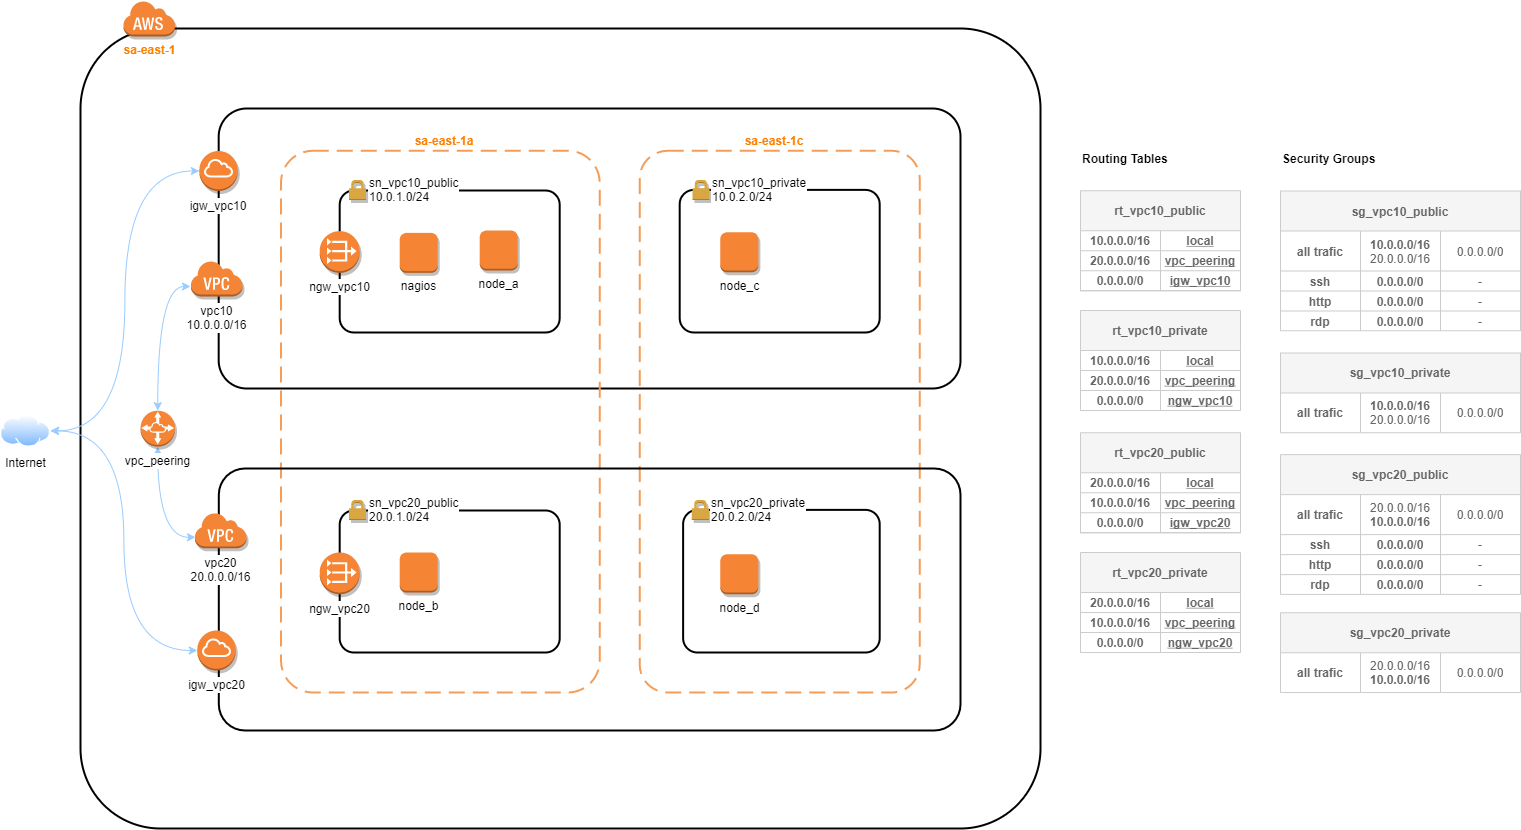 AWS
sa-east-1
sa-east-1a
sa-east-1c
igw_vpc10
VPC
vpc10
10.0.0.0/16
sn_vpc10_public
10.0.1.0/24
ngw_vpc10
nagios
node_a
sn_vpc10_private
10.0.2.0/24
node_c
Internet
vpc_peering
VPC
vpc20
20.0.0.0/16
igw_vpc20
sn_vpc20_public
20.0.1.0/24
ngw_vpc20
node_b
sn_vpc20_private
20.0.2.0/24
node_d
Routing Tables
rt_vpc10_public
10.0.0.0/16 local
20.0.0.0/16 vpc_peering
0.0.0.0/0 igw_vpc10
rt_vpc10_private
10.0.0.0/16 local
20.0.0.0/16 vpc_peering
0.0.0.0/0 ngw_vpc10
rt_vpc20_public
20.0.0.0/16 local
10.0.0.0/16 vpc_peering
0.0.0.0/0 igw_vpc20
rt_vpc20_private
20.0.0.0/16 local
10.0.0.0/16 vpc_peering
0.0.0.0/0 ngw_vpc20
Security Groups
sg_vpc10_public
all trafic 10.0.0.0/16 0.0.0.0/0
20.0.0.0/16
ssh 0.0.0.0/0 -
http 0.0.0.0/0 -
rdp 0.0.0.0/0 -
sg_vpc10_private
all trafic 10.0.0.0/16 0.0.0.0/0
20.0.0.0/16
sg_vpc20_public
all trafic 20.0.0.0/16 0.0.0.0/0
10.0.0.0/16
ssh 0.0.0.0/0 -
http 0.0.0.0/0 -
rdp 0.0.0.0/0 -
sg_vpc20_private
all trafic 20.0.0.0/16 0.0.0.0/0
10.0.0.0/16